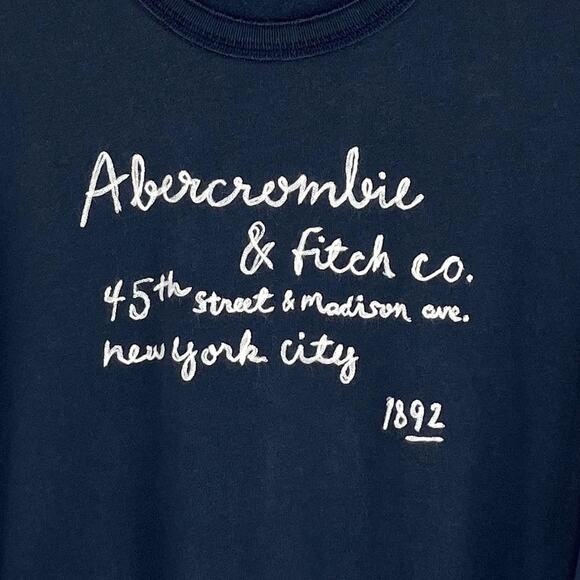 Abercrombie
& Fitch co.
45th Street & Madison ave.
new york city
1892